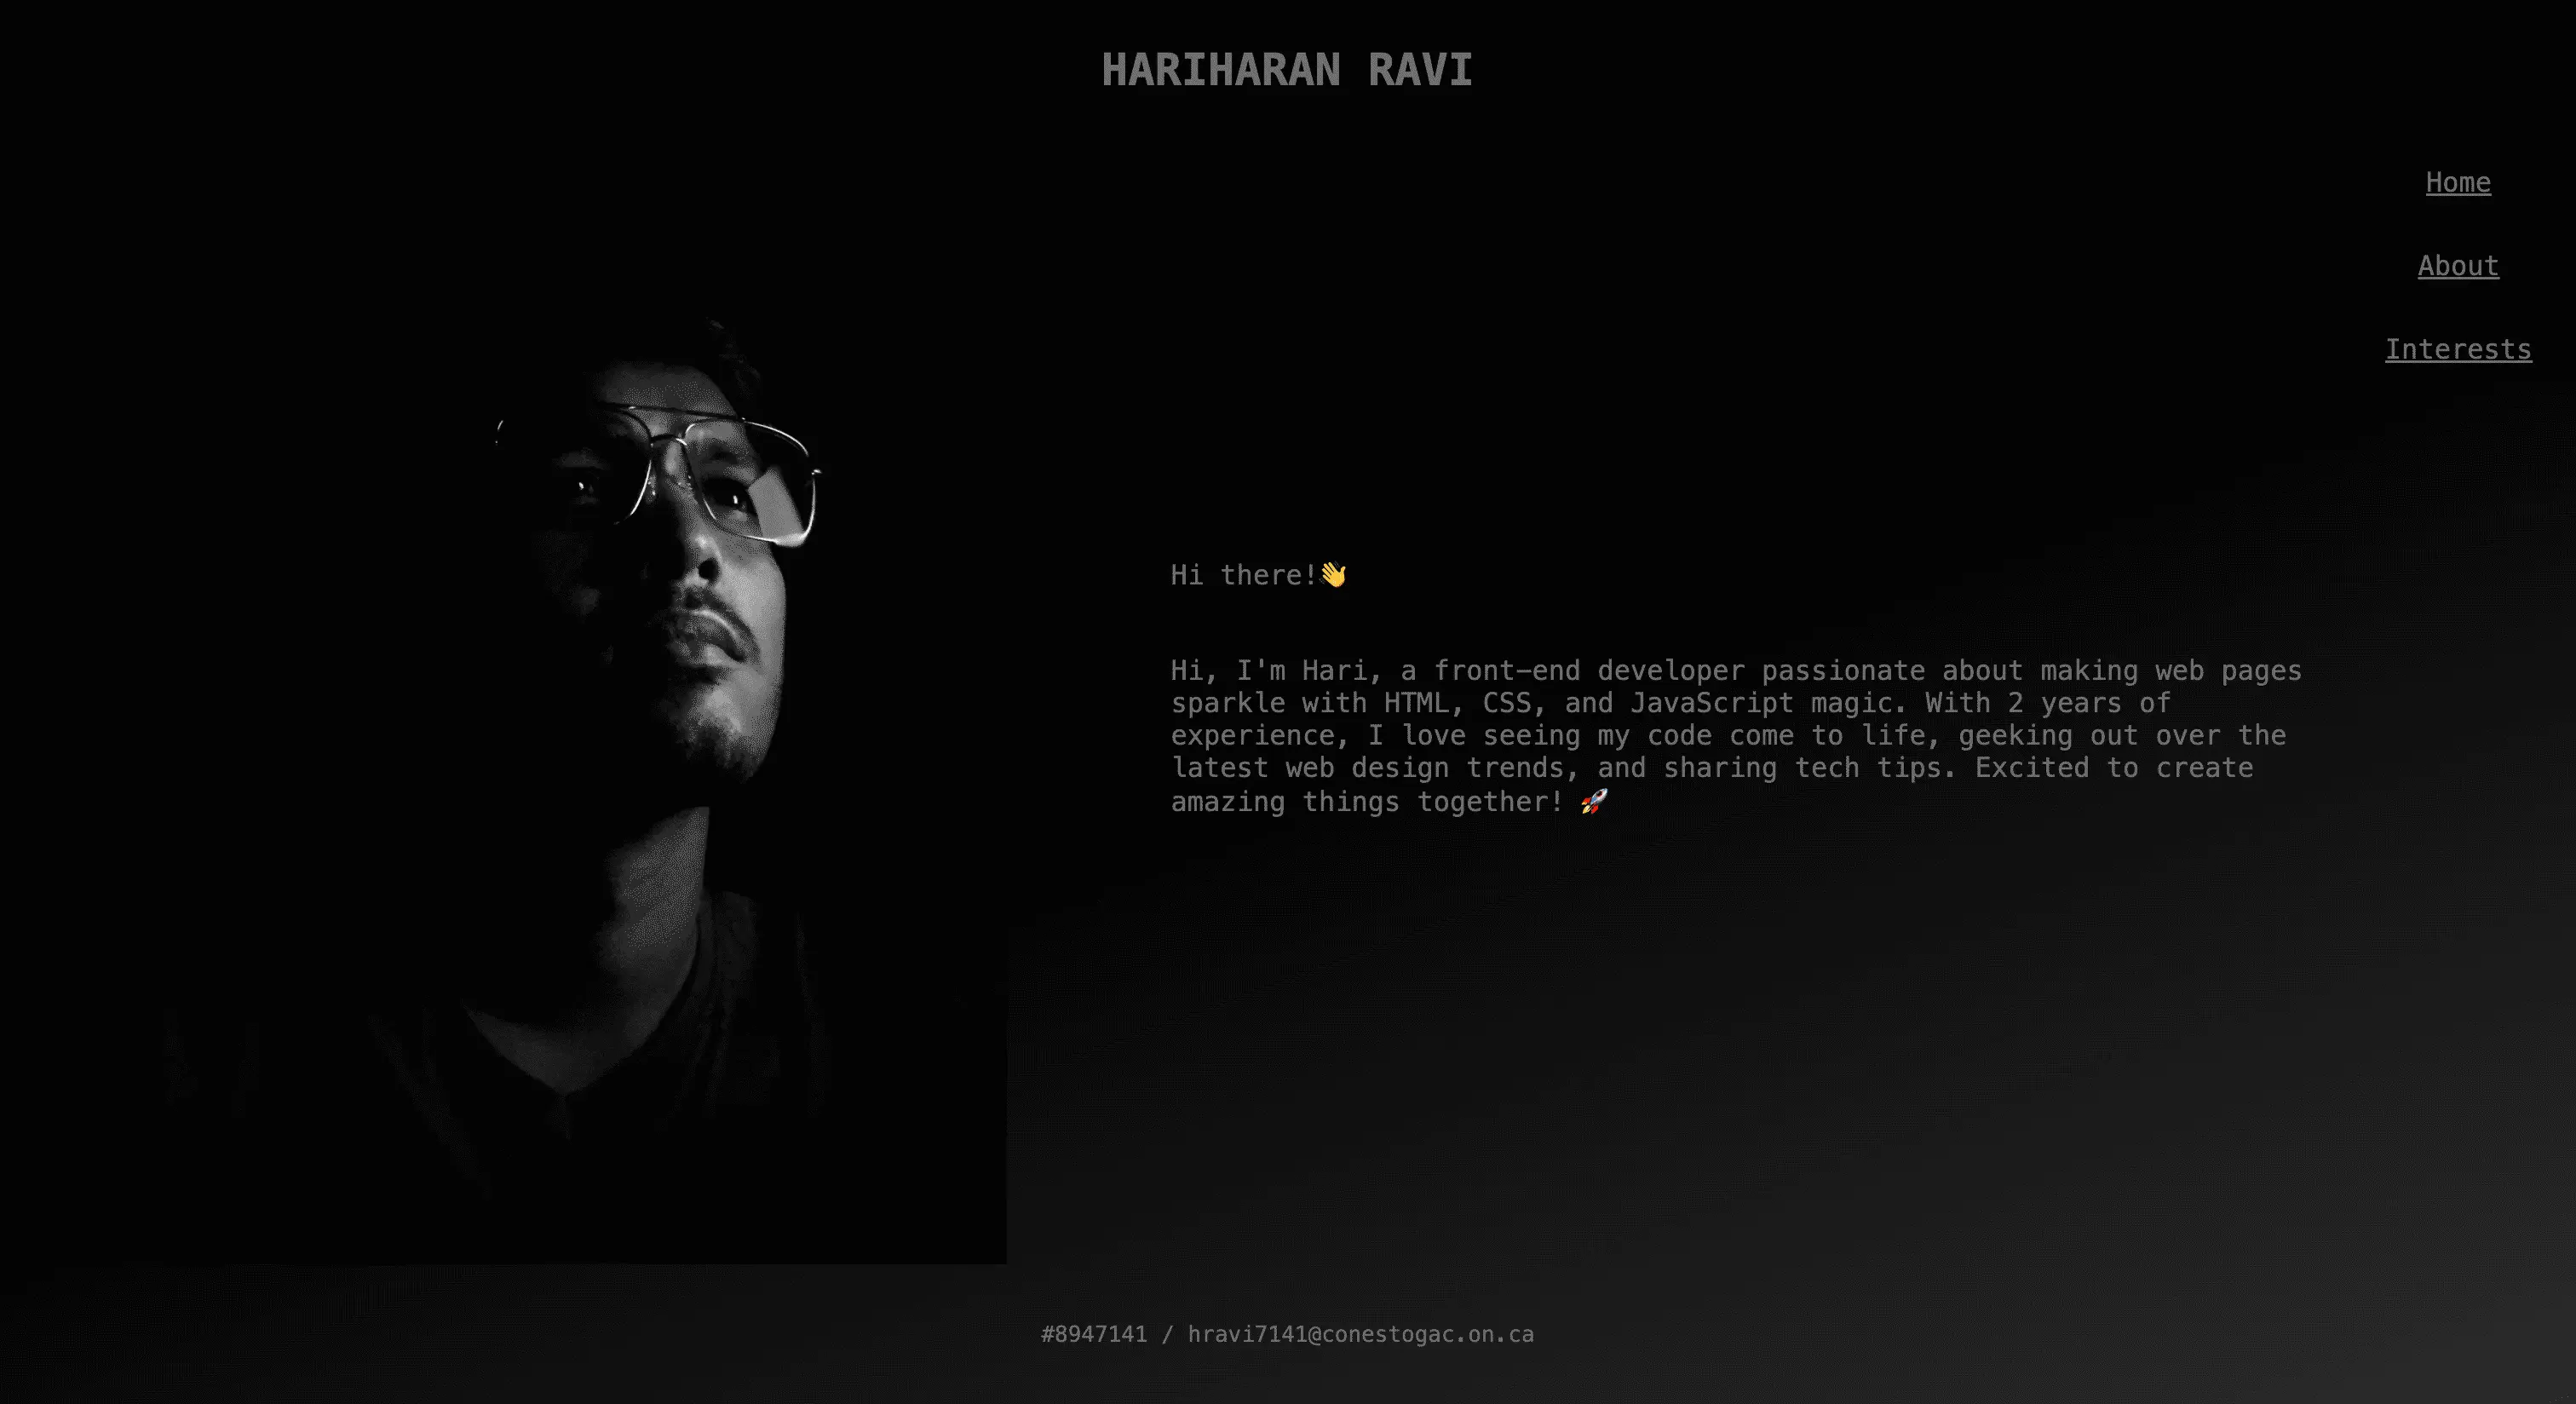 HARIHARAN RAVI
Home
About
Interests
Hi there!👋
Hi, I'm Hari, a front-end developer passionate about making web pages
sparkle with HTML, CSS, and JavaScript magic. With 2 years of
experience, I love seeing my code come to life, geeking out over the
latest web design trends, and sharing tech tips. Excited to create
amazing things together! 🚀
#8947141 / hravi7141@conestogac.on.ca